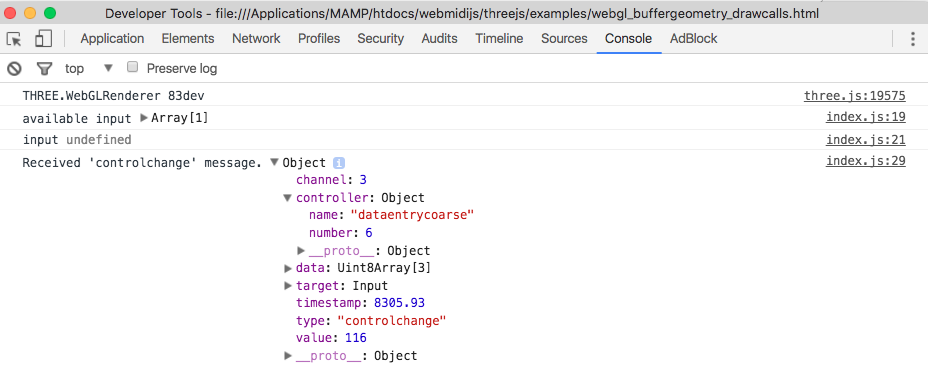 Developer Tools - file:///Applications/MAMP/htdocs/webmidijs/threejs/examples/webgl_buffergeometry_drawcalls.html
Application Elements Network Profiles Security Audits Timeline Sources Console AdBlock
top Preserve log
THREE.WebGLRenderer 83dev three.js:19575
available input ▶Array[1] index.js:19
input undefined index.js:21
Received 'controlchange' message. ▼Object i index.js:29
channel: 3
▼controller: Object
name: "dataentrycoarse"
number: 6
▶__proto__: Object
▶data: Uint8Array[3]
▶target: Input
timestamp: 8305.93
type: "controlchange"
value: 116
▶__proto__: Object